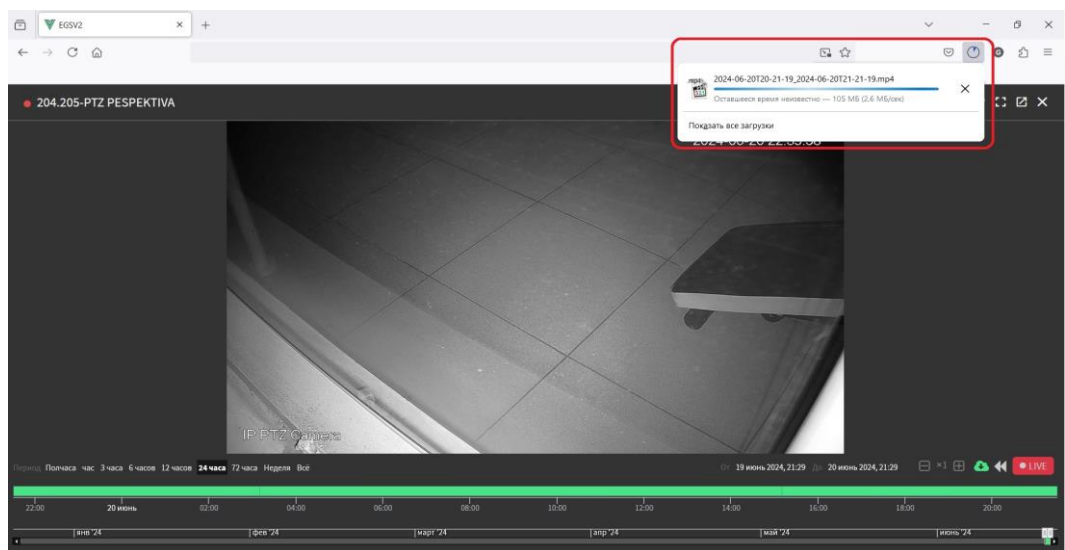 EGSV2
2024-06-20T20-21-19_2024-06-20T21-21-19.mp4
Оставшееся время неизвестно — 105 МБ (2,6 МБ/сек)
Показать все загрузки
204.205-PTZ PESPEKTIVA
IP PTZ Camera
Период Полчаса час 3 часа 6 часов 12 часов 24 часа 72 часа Неделя Всё
От 19 июнь 2024, 21:29 До 20 июнь 2024, 21:29 ×1 LIVE
22:00 20 июнь 02:00 04:00 06:00 08:00 10:00 12:00 14:00 16:00 18:00 20:00
янв '24 фев '24 март '24 апр '24 май '24 июнь '24